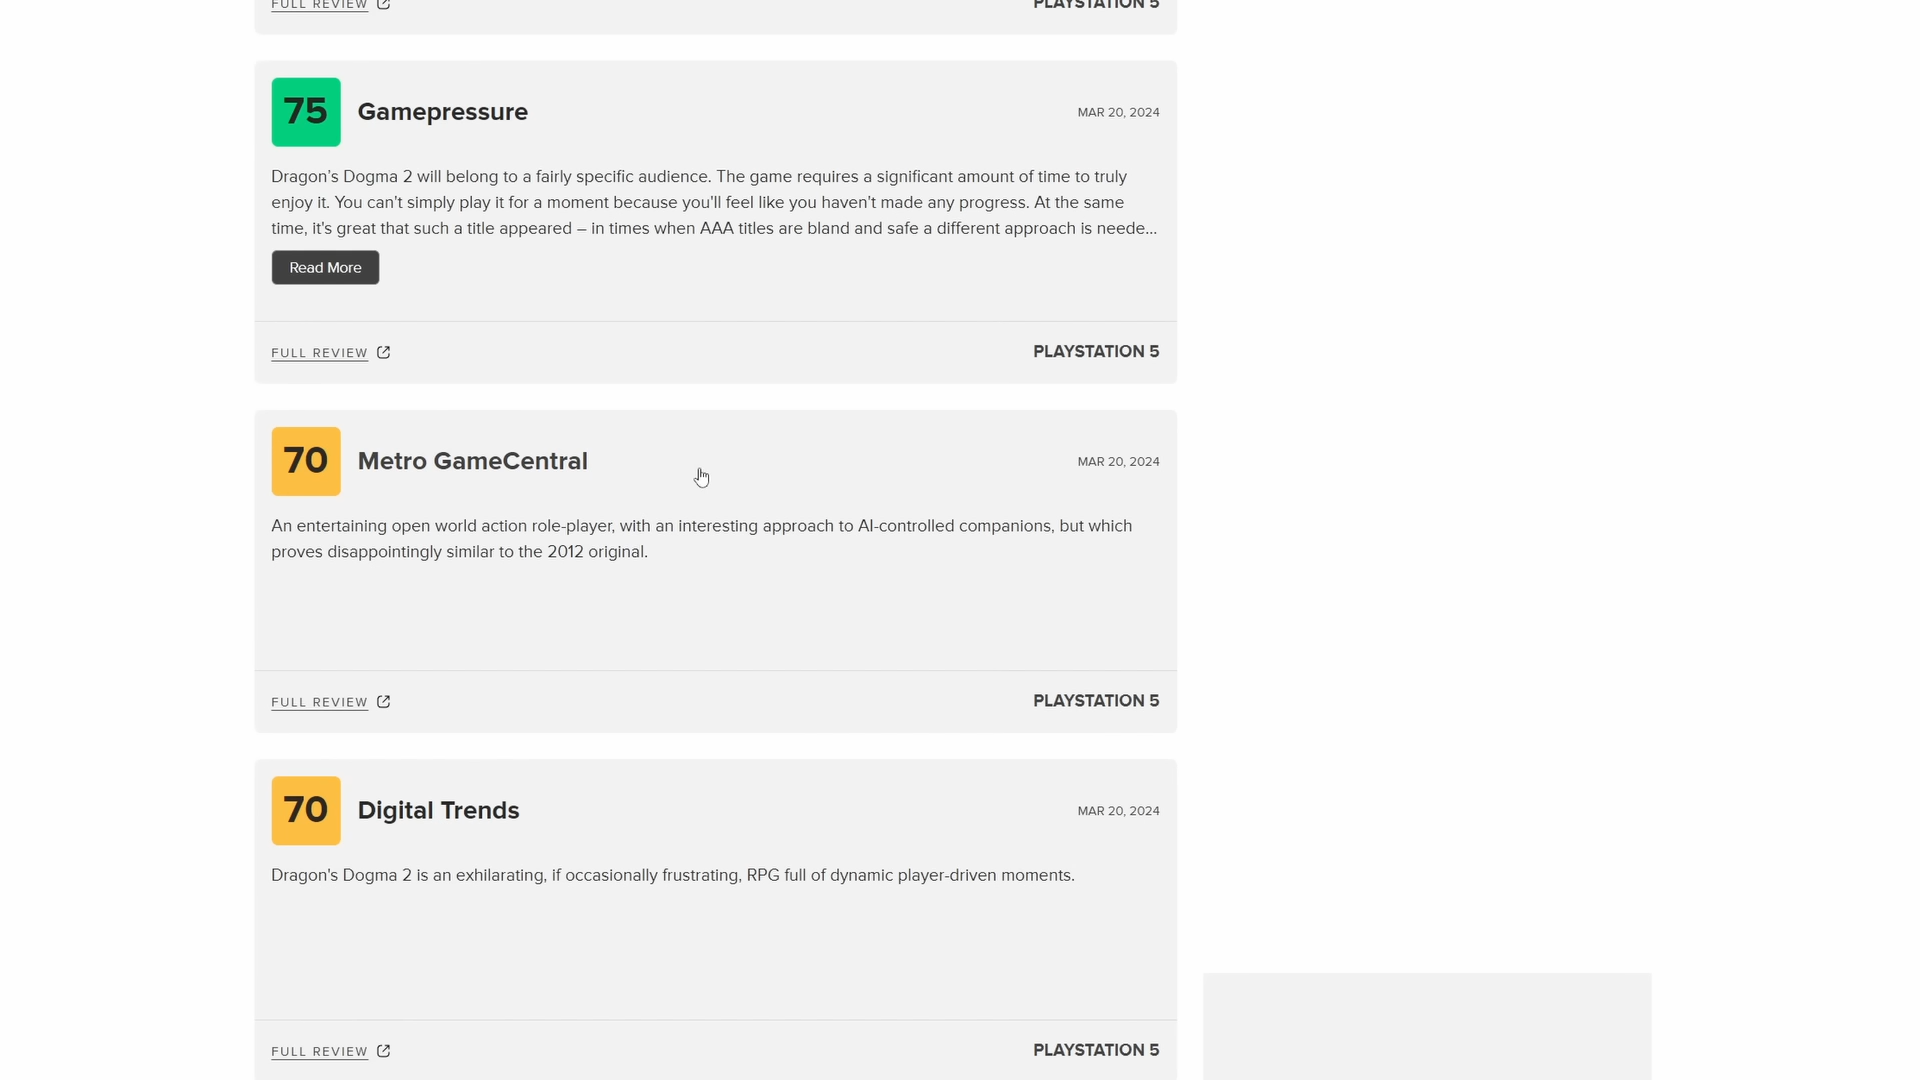 FULL REVIEW
PLAYSTATION 5
75
Gamepressure
MAR 20, 2024
Dragon's Dogma 2 will belong to a fairly specific audience. The game requires a significant amount of time to truly
enjoy it. You can't simply play it for a moment because you'll feel like you haven't made any progress. At the same
time, it's great that such a title appeared – in times when AAA titles are bland and safe a different approach is neede...
Read More
FULL REVIEW
PLAYSTATION 5
70
Metro GameCentral
MAR 20, 2024
An entertaining open world action role-player, with an interesting approach to AI-controlled companions, but which
proves disappointingly similar to the 2012 original.
FULL REVIEW
PLAYSTATION 5
70
Digital Trends
MAR 20, 2024
Dragon's Dogma 2 is an exhilarating, if occasionally frustrating, RPG full of dynamic player-driven moments.
FULL REVIEW
PLAYSTATION 5